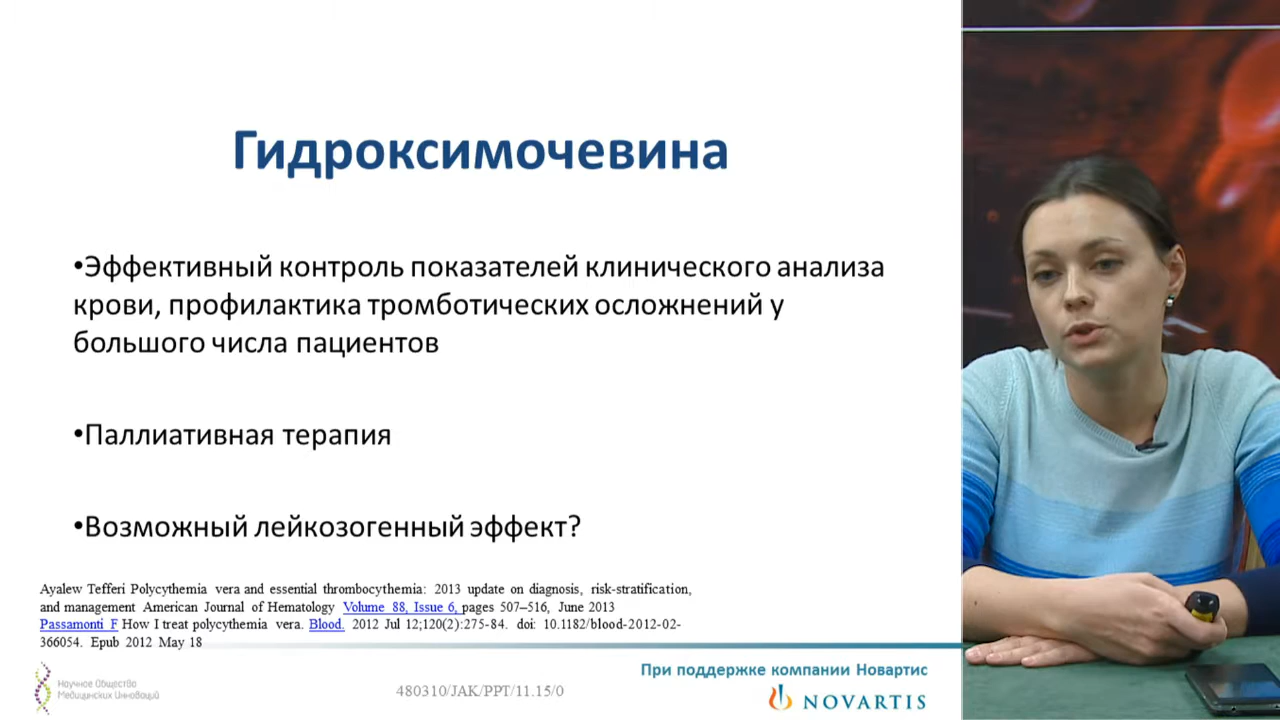 Гидроксимочевина
•Эффективный контроль показателей клинического анализа
крови, профилактика тромботических осложнений у
большого числа пациентов
•Паллиативная терапия
•Возможный лейкозогенный эффект?
Ayalew Tefferi Polycythemia vera and essential thrombocythemia: 2013 update on diagnosis, risk-stratification,
and management American Journal of Hematology Volume 88, Issue 6, pages 507–516, June 2013
Passamonti F How I treat polycythemia vera. Blood. 2012 Jul 12;120(2):275-84. doi: 10.1182/blood-2012-02-
366054. Epub 2012 May 18
При поддержке компании Новартис
Научное Общество
Медицинских Инноваций
480310/JAK/PPT/11.15/0
NOVARTIS